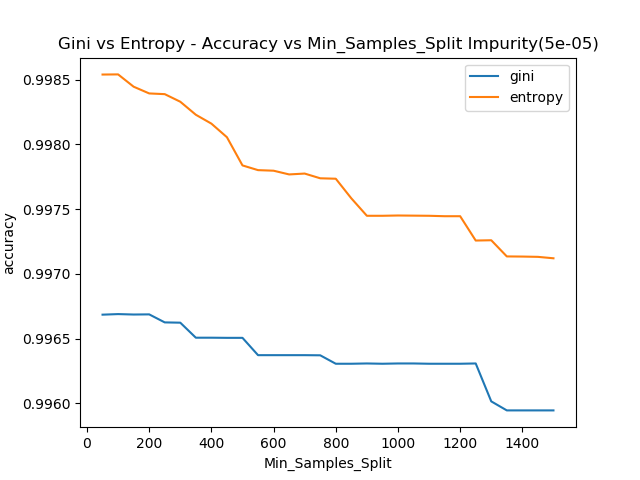 Gini vs Entropy - Accuracy vs Min_Samples_Split Impurity(5e-05)
gini
entropy
accuracy
0.9985
0.9980
0.9975
0.9970
0.9965
0.9960
0 200 400 600 800 1000 1200 1400
Min_Samples_Split